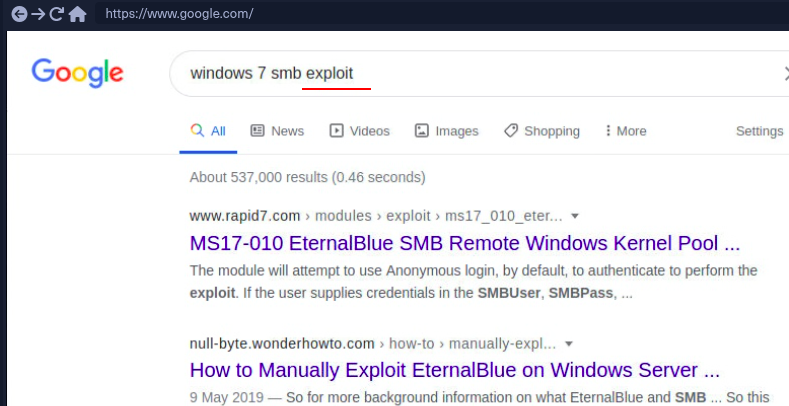 https://www.google.com/
Google
windows 7 smb exploit
All News Videos Images Shopping More Settings
About 537,000 results (0.46 seconds)
www.rapid7.com › modules › exploit › ms17_010_eter...
MS17-010 EternalBlue SMB Remote Windows Kernel Pool ...
The module will attempt to use Anonymous login, by default, to authenticate to perform the
exploit. If the user supplies credentials in the SMBUser, SMBPass, ...
null-byte.wonderhowto.com › how-to › manually-expl...
How to Manually Exploit EternalBlue on Windows Server ...
9 May 2019 — So for more background information on what EternalBlue and SMB ... So this